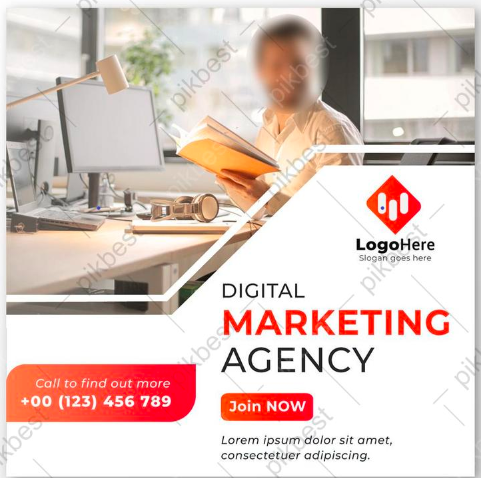 LogoHere
Slogan goes here
DIGITAL
MARKETING
AGENCY
Call to find out more
+00 (123) 456 789
Join NOW
Lorem ipsum dolor sit amet,
consectetuer adipiscing.
pikbest